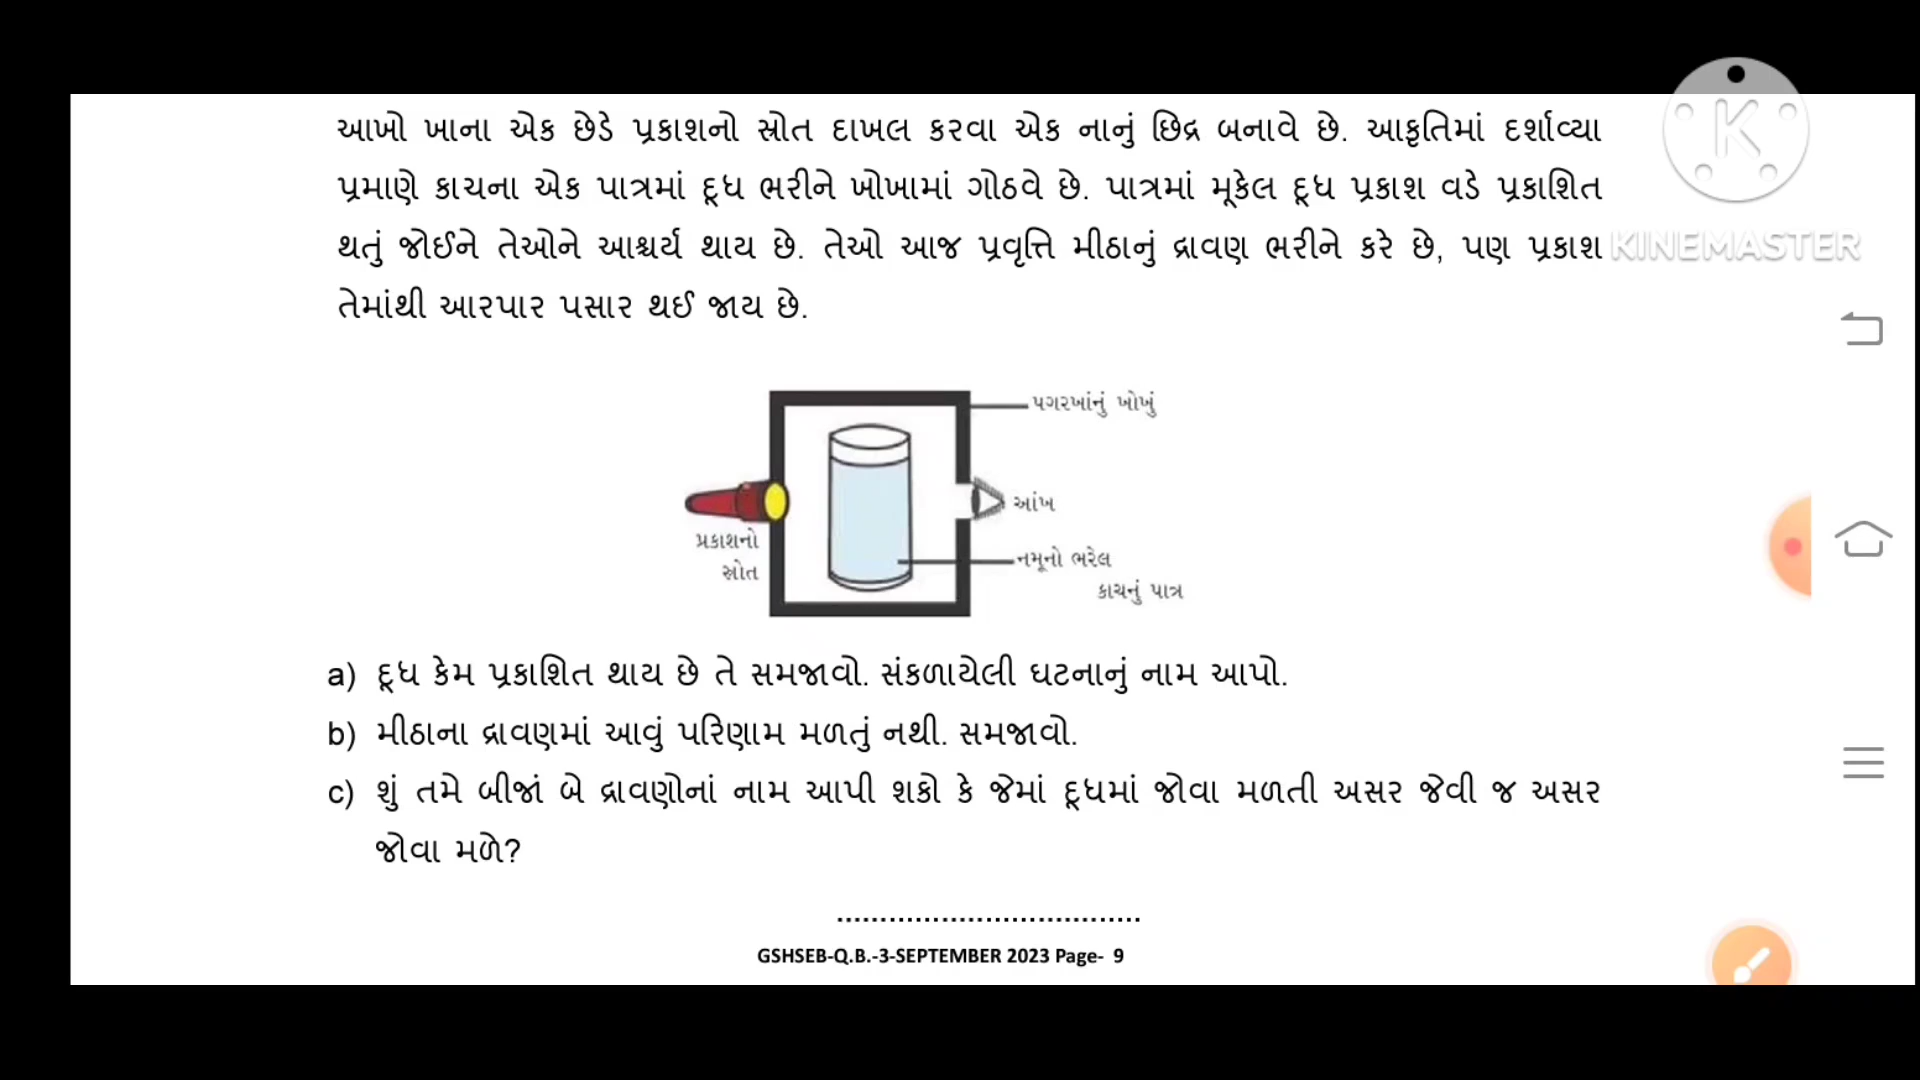 આખો ખાના એક છેડે પ્રકાશનો સ્રોત દાખલ કરવા એક નાનું છિદ્ર બનાવે છે. આકૃતિમાં દર્શાવ્યા
પ્રમાણે કાચના એક પાત્રમાં દૂધ ભરીને ખોખામાં ગોઠવે છે. પાત્રમાં મૂકેલ દૂધ પ્રકાશ વડે પ્રકાશિત
થતું જોઈને તેઓને આશ્ચર્ય થાય છે. તેઓ આજ પ્રવૃત્તિ મીઠાનું દ્રાવણ ભરીને કરે છે, પણ પ્રકાશ
તેમાંથી આરપાર પસાર થઈ જાય છે.
KINEMASTER
પગરખાંનું ખોખું
આંખ
પ્રકાશનો
સ્રોત
નમૂનો ભરેલ
કાચનું પાત્ર
a) દૂધ કેમ પ્રકાશિત થાય છે તે સમજાવો. સંકળાયેલી ઘટનાનું નામ આપો.
b) મીઠાના દ્રાવણમાં આવું પરિણામ મળતું નથી. સમજાવો.
c) શું તમે બીજાં બે દ્રાવણોનાં નામ આપી શકો કે જેમાં દૂધમાં જોવા મળતી અસર જેવી જ અસર
જોવા મળે?
...................................
GSHSEB-Q.B.-3-SEPTEMBER 2023 Page- 9